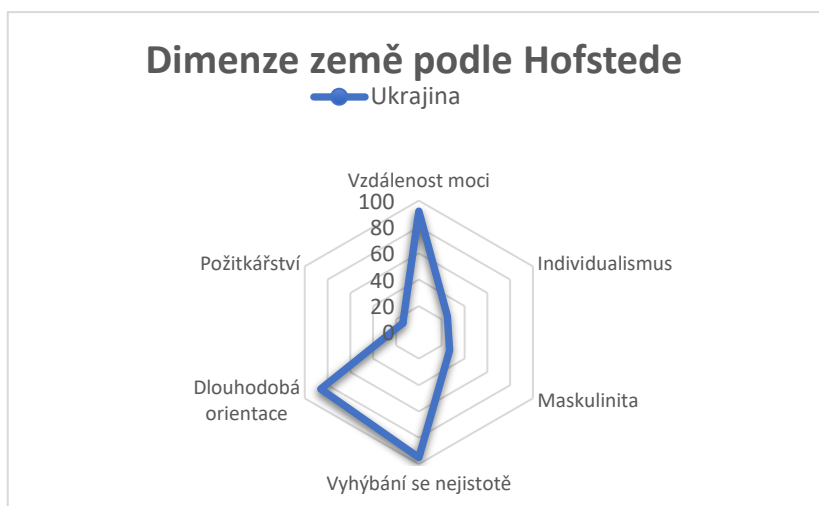 Dimenze země podle Hofstede
Ukrajina
Vzdálenost moci
100
80
60
40
20
0
Individualismus
Maskulinita
Vyhýbání se nejistotě
Dlouhodobá
orientace
Požitkářství